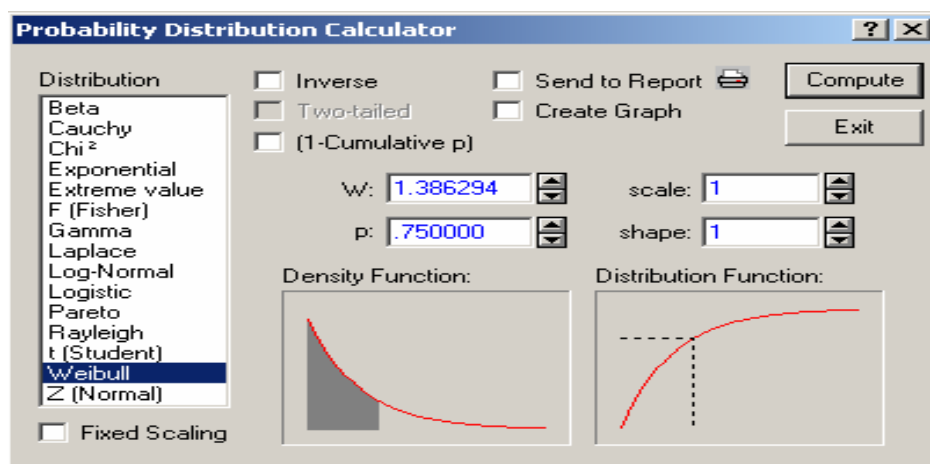 Probability Distribution Calculator
Distribution
Beta
Cauchy
Chi ²
Exponential
Extreme value
F (Fisher)
Gamma
Laplace
Log-Normal
Logistic
Pareto
Rayleigh
t (Student)
Weibull
Z (Normal)
Fixed Scaling
Inverse
Send to Report
Two-tailed
Create Graph
(1-Cumulative p)
Compute
Exit
W: 1.386294
scale: 1
p: .750000
shape: 1
Density Function:
Distribution Function: